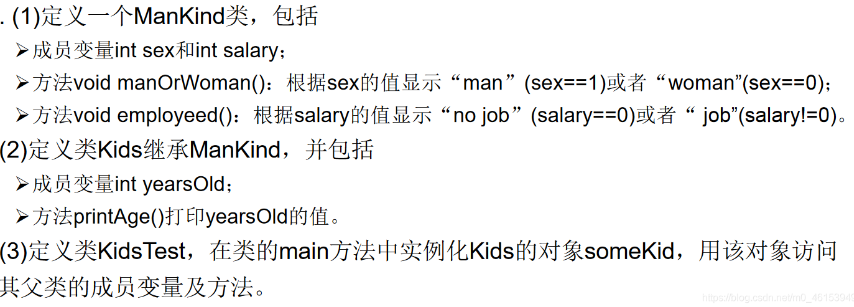 . (1)定义一个ManKind类，包括
➢成员变量int sex和int salary；
➢方法void manOrWoman()：根据sex的值显示“man”(sex==1)或者“woman”(sex==0)；
➢方法void employeed()：根据salary的值显示“no job”(salary==0)或者“ job”(salary!=0)。
(2)定义类Kids继承ManKind，并包括
➢成员变量int yearsOld；
➢方法printAge()打印yearsOld的值。
(3)定义类KidsTest，在类的main方法中实例化Kids的对象someKid，用该对象访问
其父类的成员变量及方法。